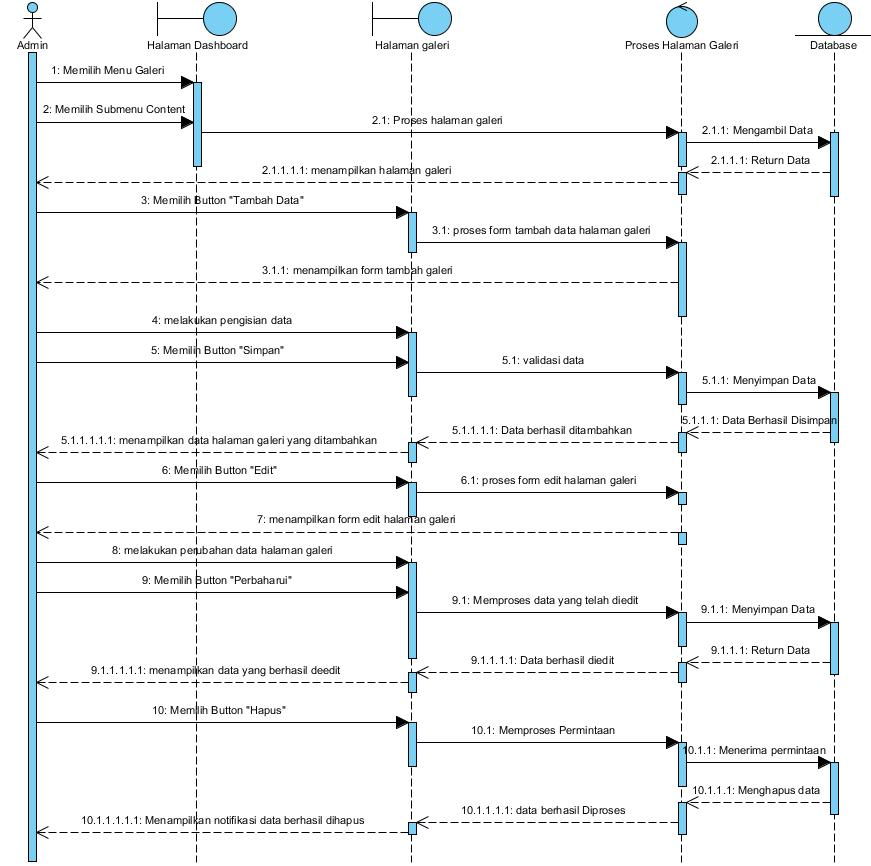 Admin
Halaman Dashboard
Halaman galeri
Proses Halaman Galeri
Database
1: Memilih Menu Galeri
2: Memilih Submenu Content
2.1: Proses halaman galeri
2.1.1: Mengambil Data
2.1.1.1: Return Data
2.1.1.1.1: menampilkan halaman galeri
3: Memilih Button "Tambah Data"
3.1: proses form tambah data halaman galeri
3.1.1: menampilkan form tambah galeri
4: melakukan pengisian data
5: Memilih Button "Simpan"
5.1: validasi data
5.1.1: Menyimpan Data
5.1.1.1: Data Berhasil Disimpan
5.1.1.1.1: Data berhasil ditambahkan
5.1.1.1.1.1: menampilkan data halaman galeri yang ditambahkan
6: Memilih Button "Edit"
6.1: proses form edit halaman galeri
7: menampilkan form edit halaman galeri
8: melakukan perubahan data halaman galeri
9: Memilih Button "Perbaharui"
9.1: Memproses data yang telah diedit
9.1.1: Menyimpan Data
9.1.1.1: Return Data
9.1.1.1.1: Data berhasil diedit
9.1.1.1.1.1: menampilkan data yang berhasil deedit
10: Memilih Button "Hapus"
10.1: Memproses Permintaan
10.1.1: Menerima permintaan
10.1.1.1: Menghapus data
10.1.1.1.1: data berhasil Diproses
10.1.1.1.1.1: Menampilkan notifikasi data berhasil dihapus